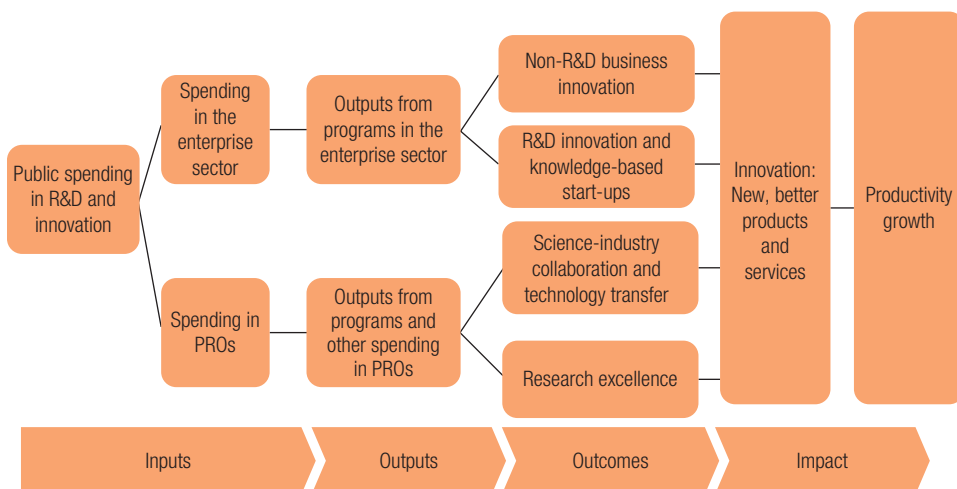 Public spending
in R&D and
innovation
Spending
in the
enterprise
sector
Spending in
PROs
Outputs from
programs in the
enterprise sector
Outputs from
programs and
other spending
in PROs
Non-R&D business
innovation
R&D innovation and
knowledge-based
start-ups
Science-industry
collaboration and
technology transfer
Research excellence
Innovation:
New, better
products
and
services
Productivity
growth
Inputs
Outputs
Outcomes
Impact